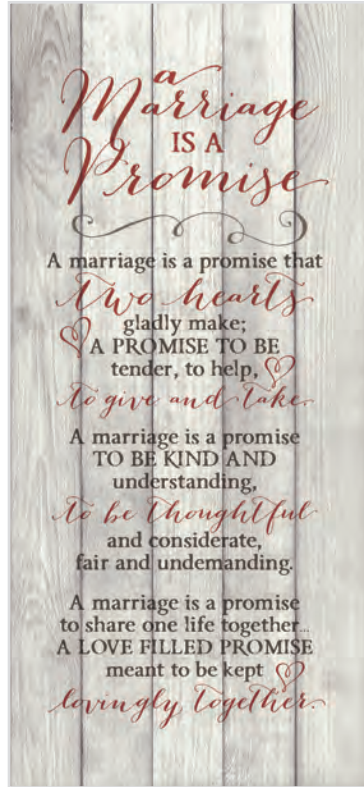 a
Marriage
IS A
Promise
A marriage is a promise that
two hearts
gladly make;
A PROMISE TO BE
tender, to help,
to give and take.
A marriage is a promise
TO BE KIND AND
understanding,
to be thoughtful
and considerate,
fair and undemanding.
A marriage is a promise
to share one life together...
A LOVE FILLED PROMISE
meant to be kept
lovingly together.